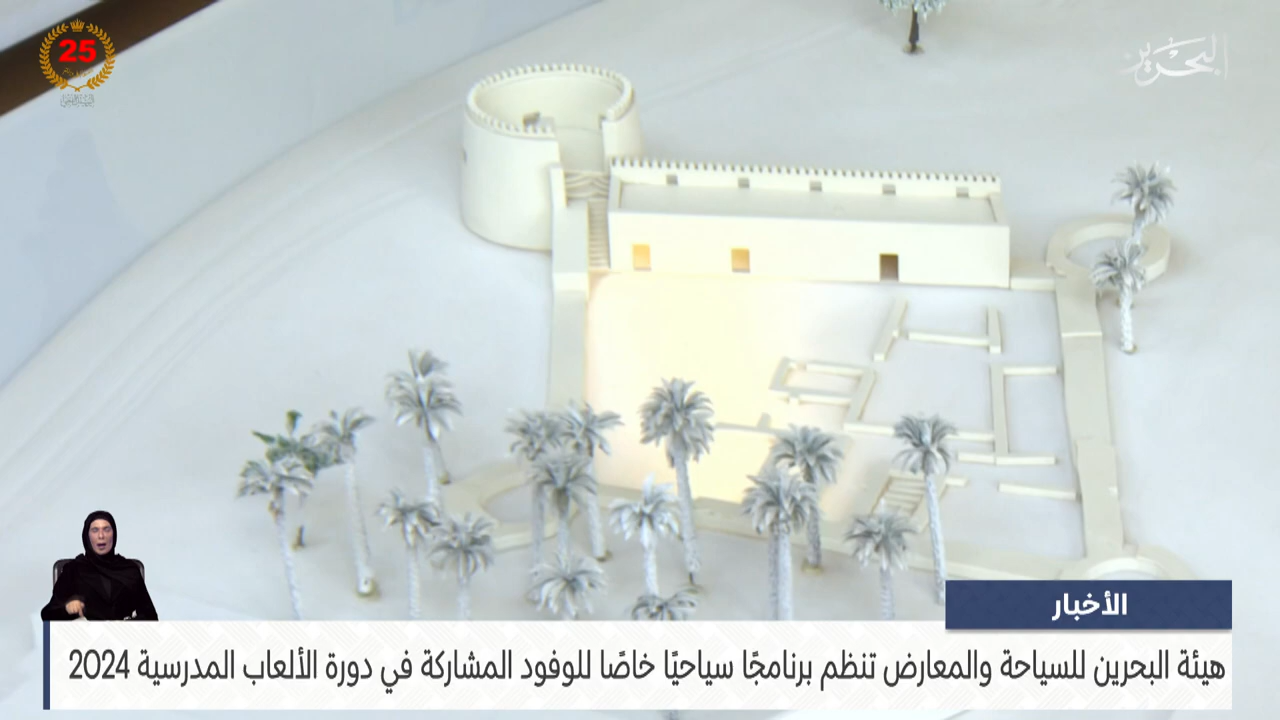 25
البحرين
الأخبار
هيئة البحرين للسياحة والمعارض تنظم برنامجًا سياحيًا خاصًا للوفود المشاركة في دورة الألعاب المدرسية 2024